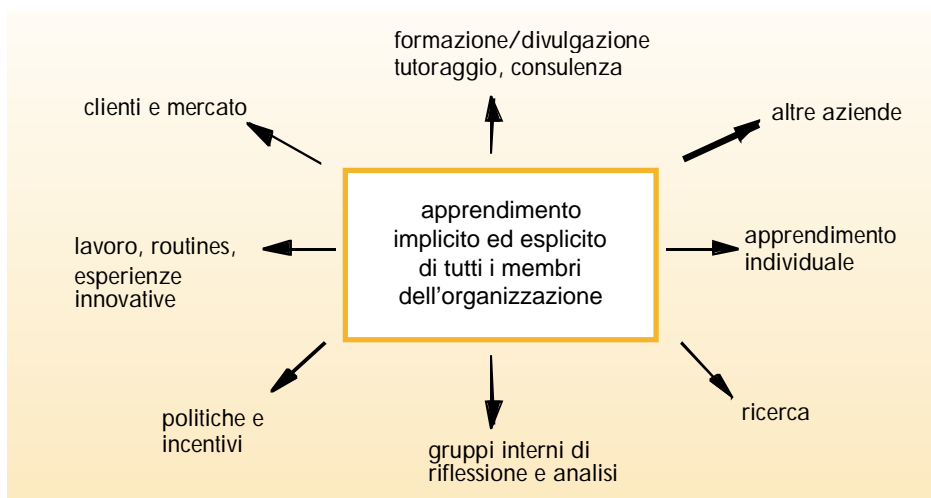 formazione/divulgazione
tutoraggio, consulenza
clienti e mercato
altre aziende
apprendimento
implicito ed esplicito
di tutti i membri
dell'organizzazione
lavoro, routines,
esperienze
innovative
apprendimento
individuale
politiche e
incentivi
gruppi interni di
riflessione e analisi
ricerca